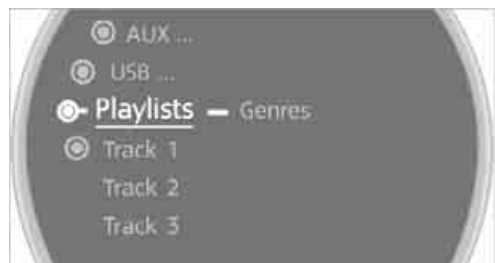 AUX ...
USB ...
Playlists – Genres
Track 1
Track 2
Track 3